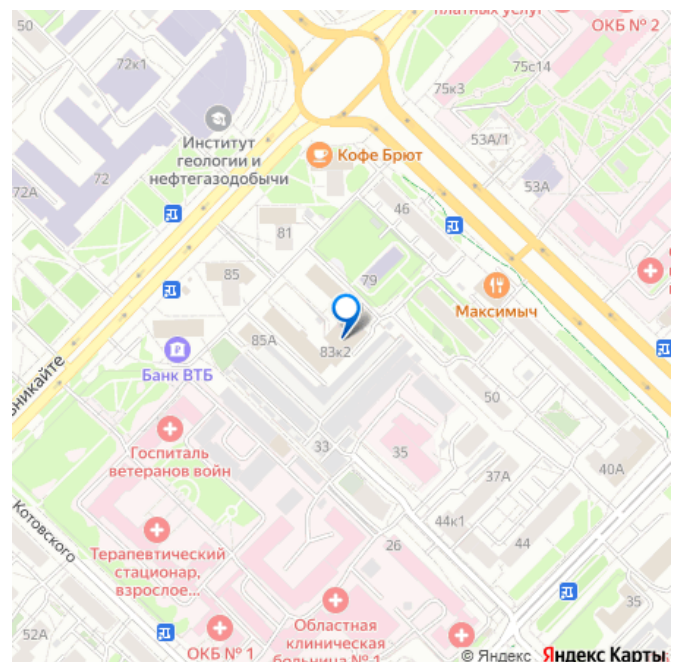 платных услуг
ОКБ № 2
50
72к1
75к3
75с14
Институт
геологии и
нефтегазодобычи
Кофе Брют
53А/1
53А
72А
72
46
81
79
85
Максимыч
85А
83к2
Банк ВТБ
50
33
35
Госпиталь
ветеранов войн
37А
40А
Котовского
44к1
44
26
Терапевтический
стационар,
взрослое...
35
Областная
клиническая
больница № 1
52А
ОКБ № 1
© Яндекс Яндекс Карты